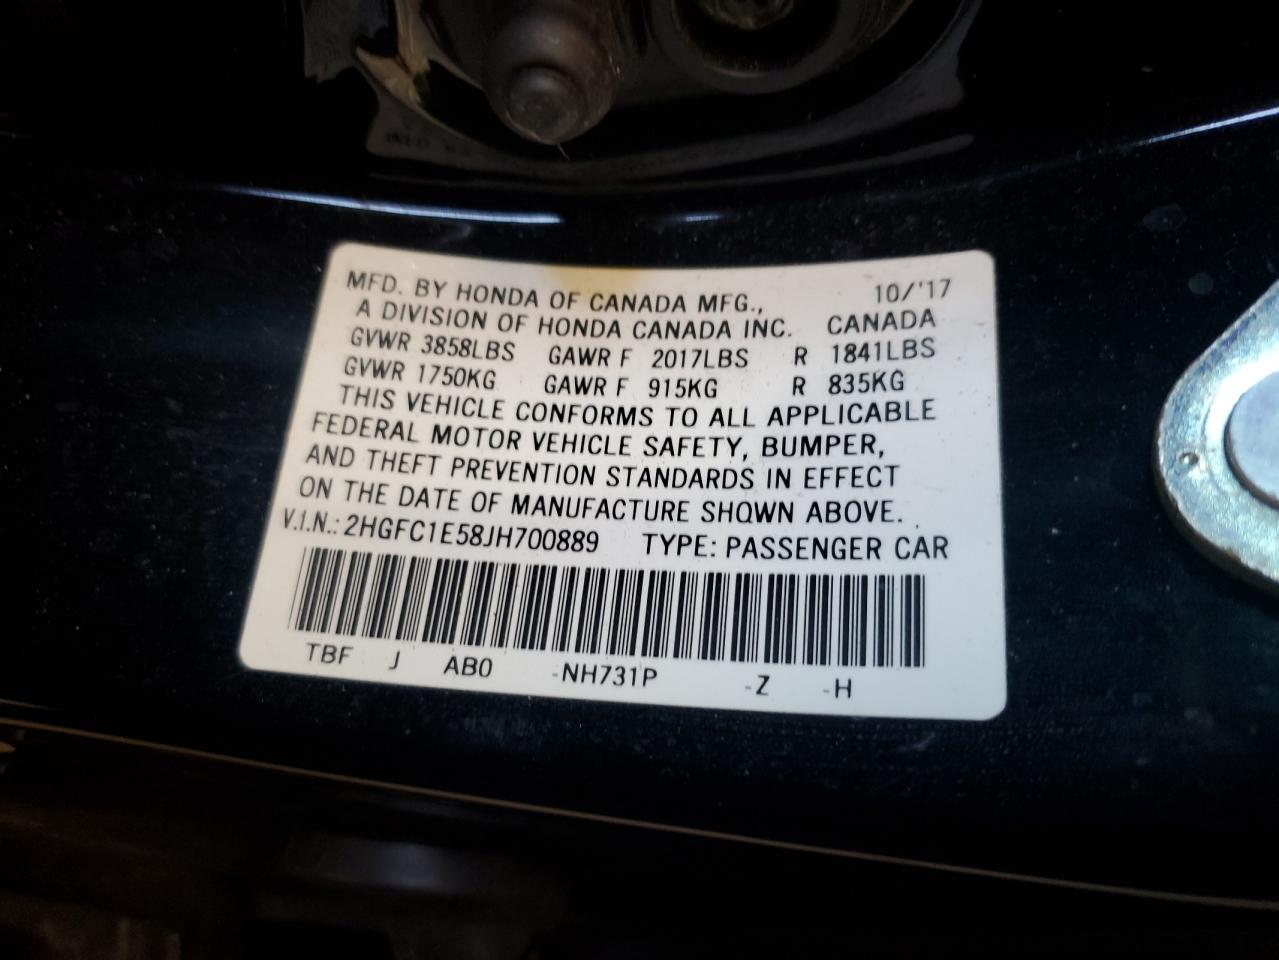 MFD. BY HONDA OF CANADA MFG., 10/'17
A DIVISION OF HONDA CANADA INC. CANADA
GVWR 3858LBS GAWR F 2017LBS R 1841LBS
GVWR 1750KG GAWR F 915KG R 835KG
THIS VEHICLE CONFORMS TO ALL APPLICABLE
FEDERAL MOTOR VEHICLE SAFETY, BUMPER,
AND THEFT PREVENTION STANDARDS IN EFFECT
ON THE DATE OF MANUFACTURE SHOWN ABOVE.
V.I.N.: 2HGFC1E58JH700889 TYPE: PASSENGER CAR
TBF J AB0 -NH731P -Z -H